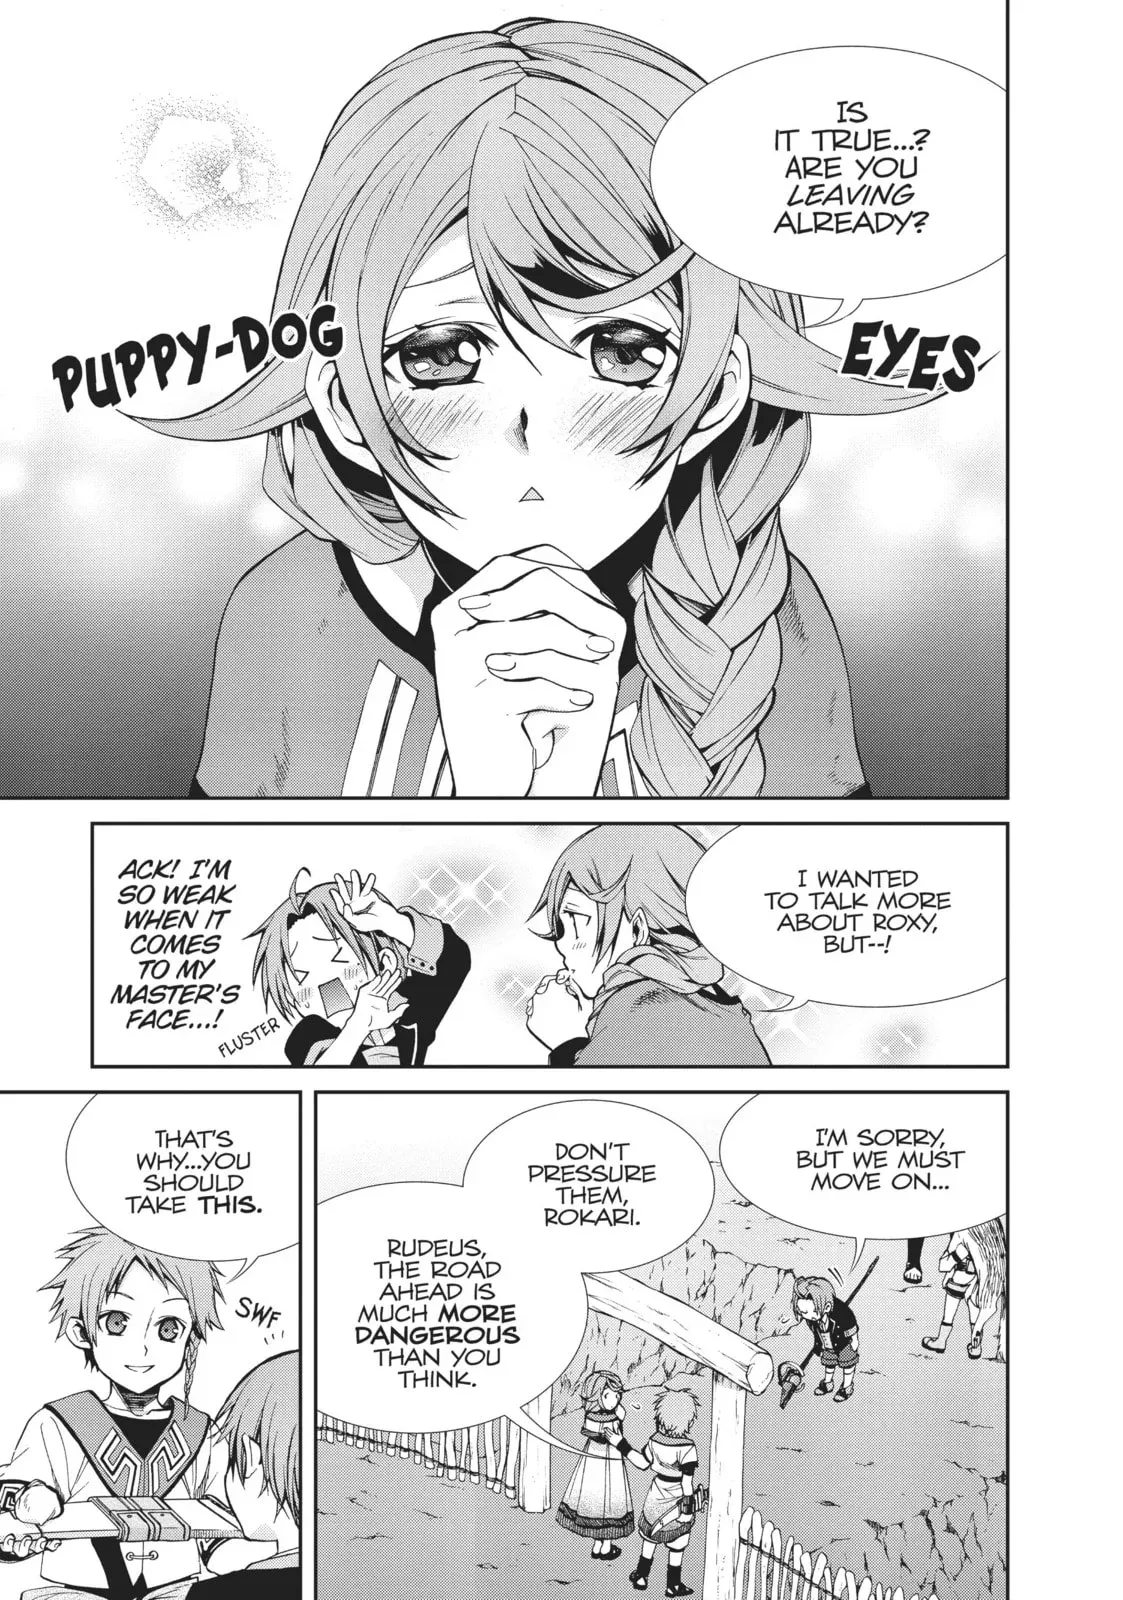 IS
IT TRUE...?
ARE YOU
LEAVING
ALREADY?
PUPPY-DOG
EYES
I WANTED
TO TALK MORE
ABOUT ROXY,
BUT--!
ACK! I'M
SO WEAK
WHEN IT
COMES
TO MY
MASTER'S
FACE...!
FLUSTER
I'M SORRY,
BUT WE MUST
MOVE ON...
DON'T
PRESSURE
THEM,
ROKARI.
RUDEUS,
THE ROAD
AHEAD IS
MUCH MORE
DANGEROUS
THAN YOU
THINK.
THAT'S
WHY...YOU
SHOULD
TAKE THIS.
SWF